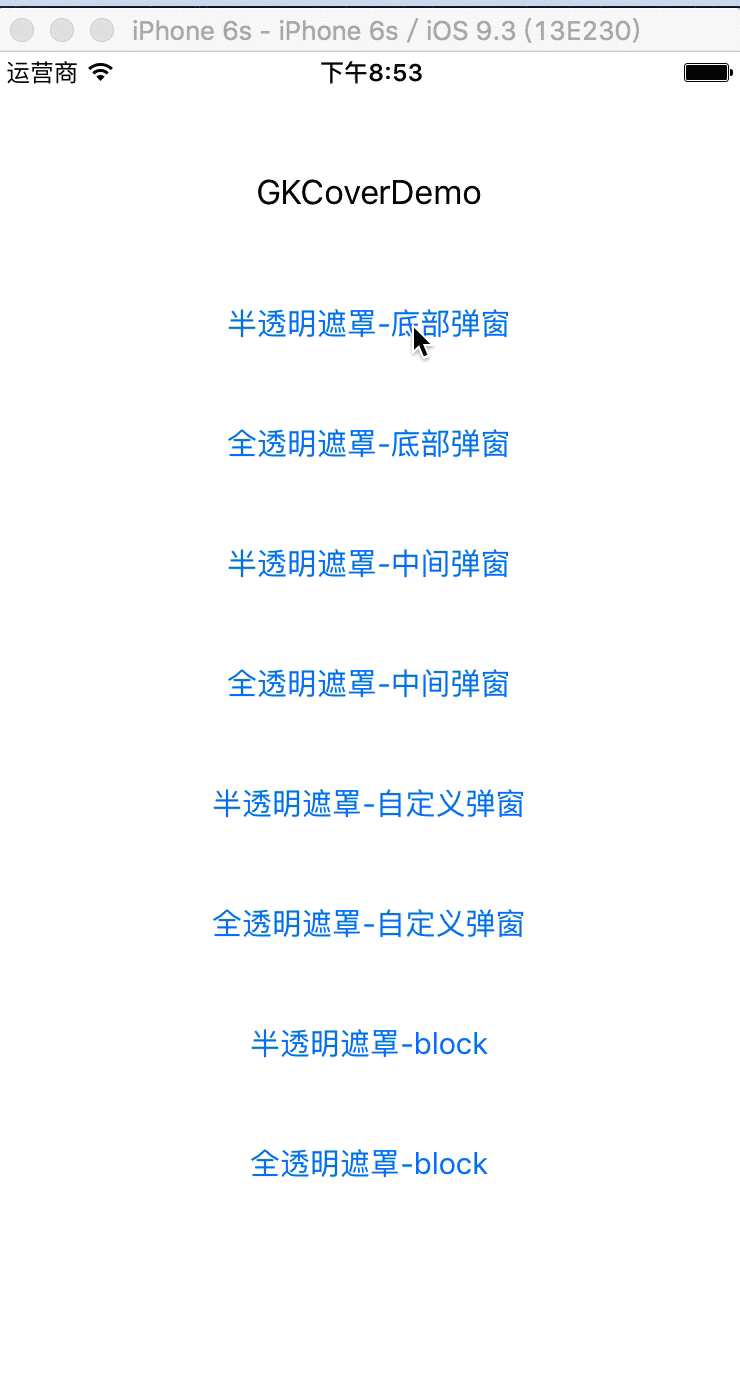 iPhone 6s - iPhone 6s / iOS 9.3 (13E230)
运营商 下午8:53
GKCoverDemo
半透明遮罩-底部弹窗
全透明遮罩-底部弹窗
半透明遮罩-中间弹窗
全透明遮罩-中间弹窗
半透明遮罩-自定义弹窗
全透明遮罩-自定义弹窗
半透明遮罩-block
全透明遮罩-block